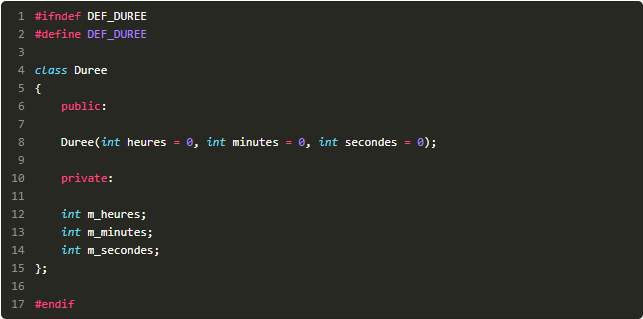 1 #ifndef DEF_DUREE
2 #define DEF_DUREE
3
4 class Duree
5 {
6 public:
7
8 Duree(int heures = 0, int minutes = 0, int secondes = 0);
9
10 private:
11
12 int m_heures;
13 int m_minutes;
14 int m_secondes;
15 };
16
17 #endif